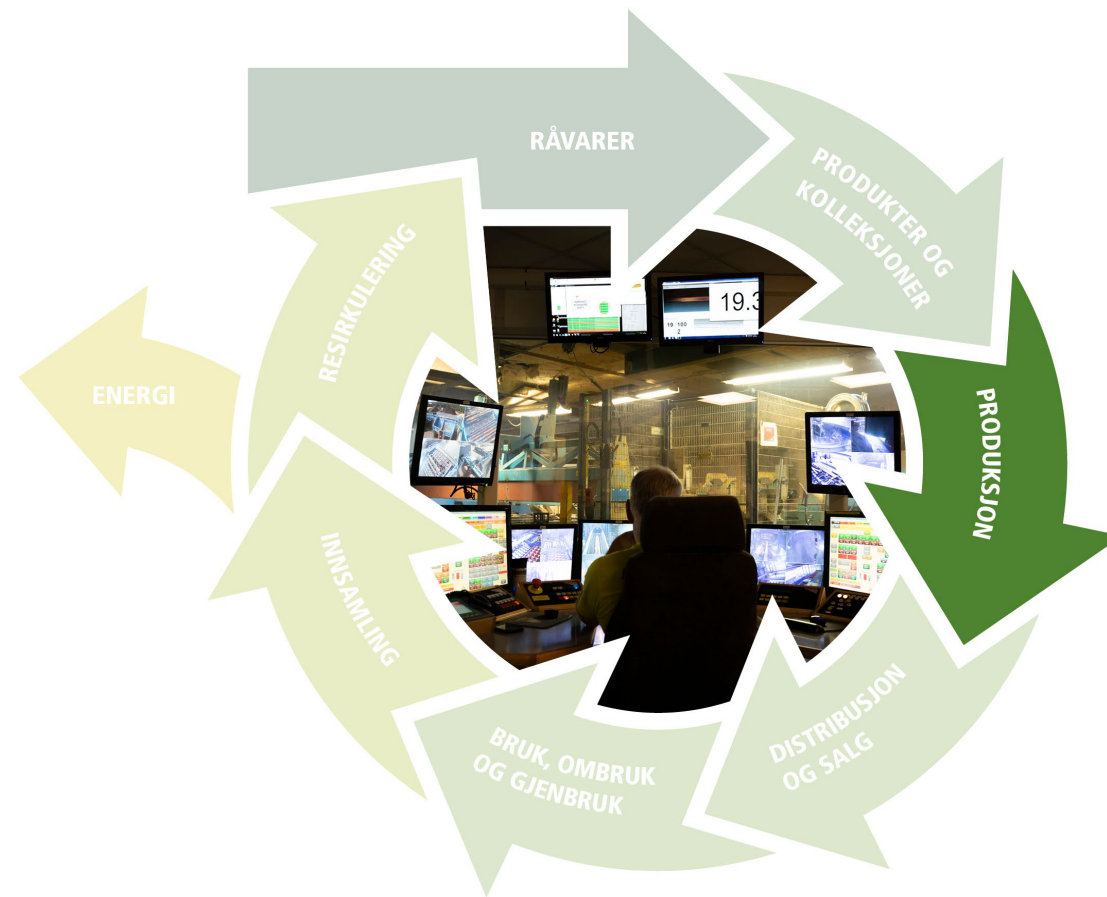 RÅVARER
PRODUKTER OG
KOLLEKSJONER
PRODUKSJON
DISTRIBUSJON
OG SALG
BRUK, OMBRUK
OG GJENBRUK
INNSAMLING
RESIRKULERING
ENERGI
19.3
19 100
2